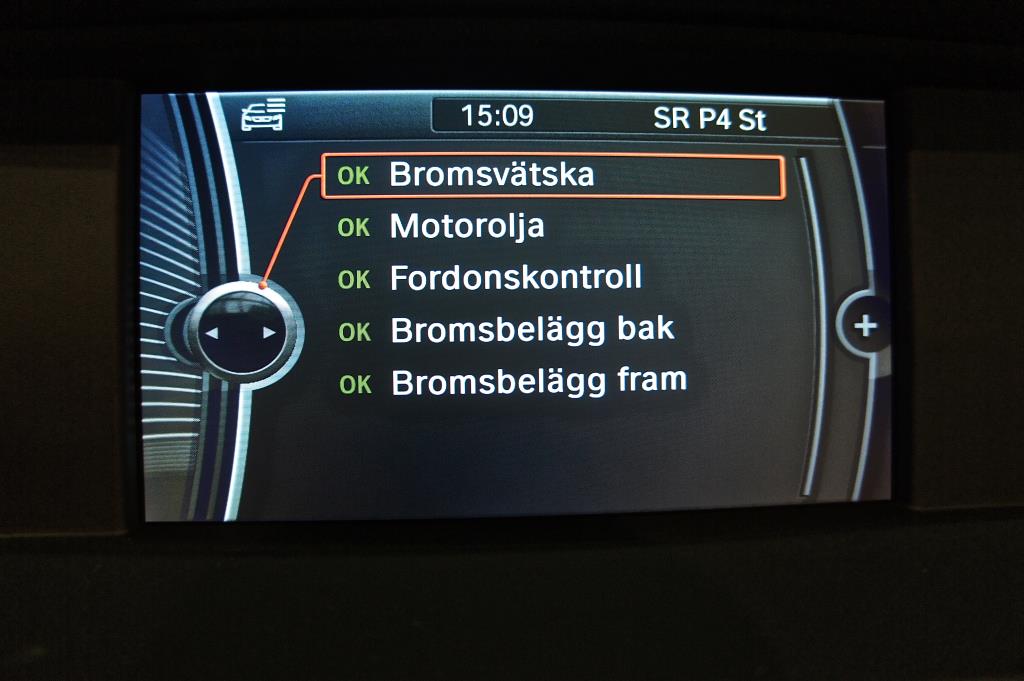 15:09 SR P4 St
OK Bromsvätska
OK Motorolja
OK Fordonskontroll
OK Bromsbelägg bak
OK Bromsbelägg fram
+